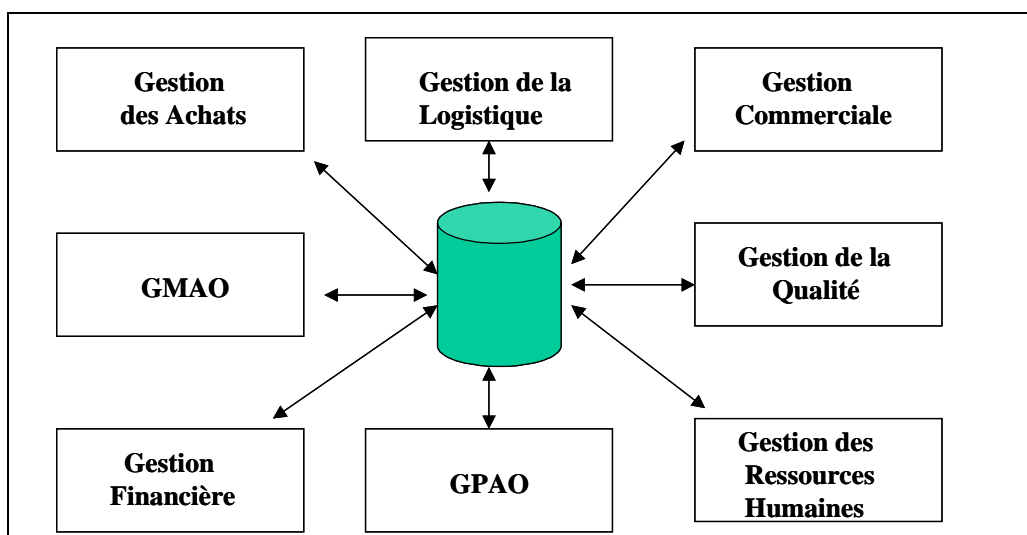 Gestion
des Achats
Gestion de la
Logistique
Gestion
Commerciale
GMAO
Gestion de la
Qualité
Gestion
Financière
GPAO
Gestion des
Ressources
Humaines